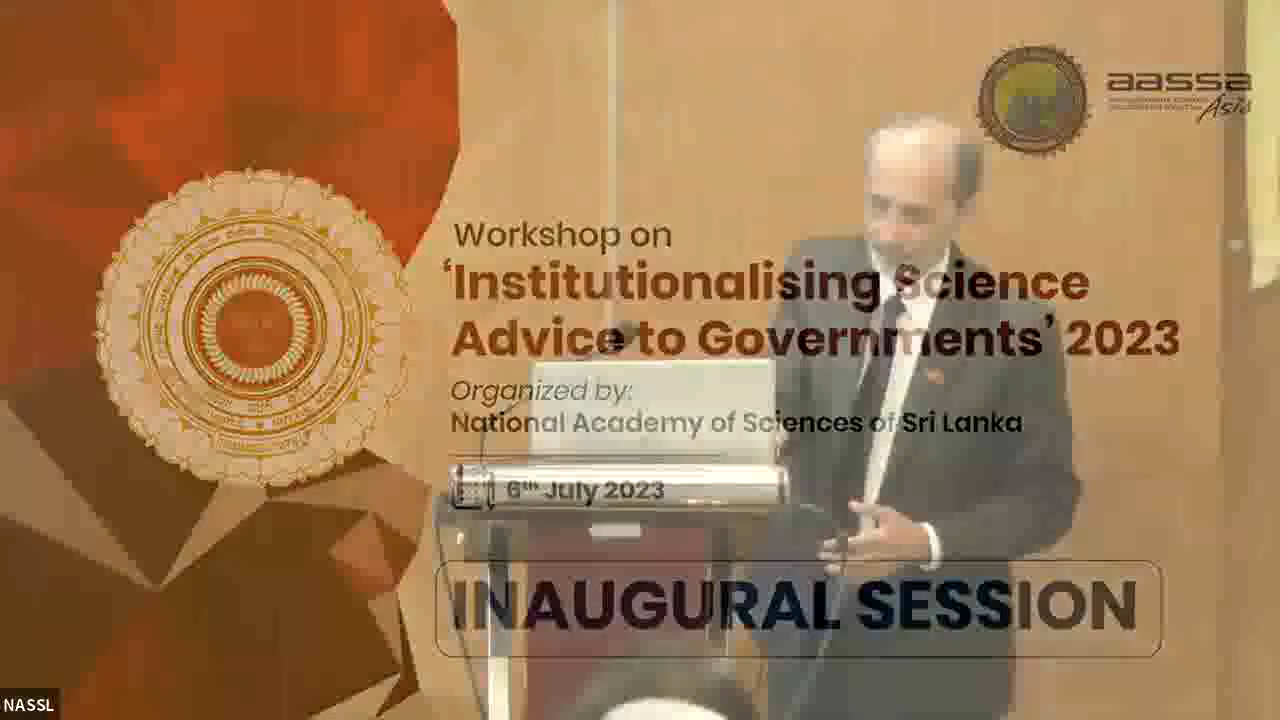 aassa
Asia
Workshop on
‘Institutionalising Science
Advice to Governments’ 2023
Organized by:
National Academy of Sciences of Sri Lanka
6th July 2023
INAUGURAL SESSION
NASSL